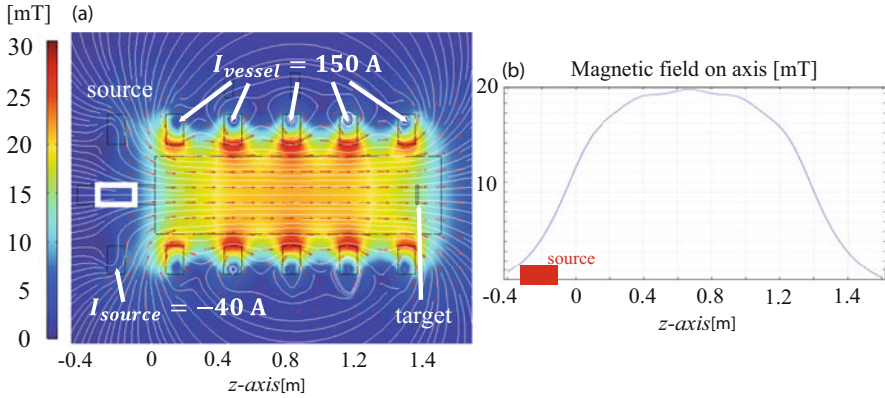 [mT]
(a)
30
25
20
15
10
5
0
source
I_vessel = 150 A
I_source = −40 A
target
-0.4
0
0.4
0.8
1.2
1.4
z-axis[m]
(b)
Magnetic field on axis [mT]
20
10
source
-0.4
0
0.4
0.8
1.2
z-axis[m]